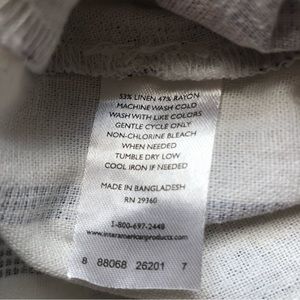 53% LINEN 47% RAYON
MACHINE WASH COLD
WASH WITH LIKE COLORS
GENTLE CYCLE ONLY
NON-CHLORINE BLEACH
WHEN NEEDED
TUMBLE DRY LOW
COOL IRON IF NEEDED
MADE IN BANGLADESH
RN 29360
1-800-697-2448
www.interamericanproducts.com
8 88068 26201 7